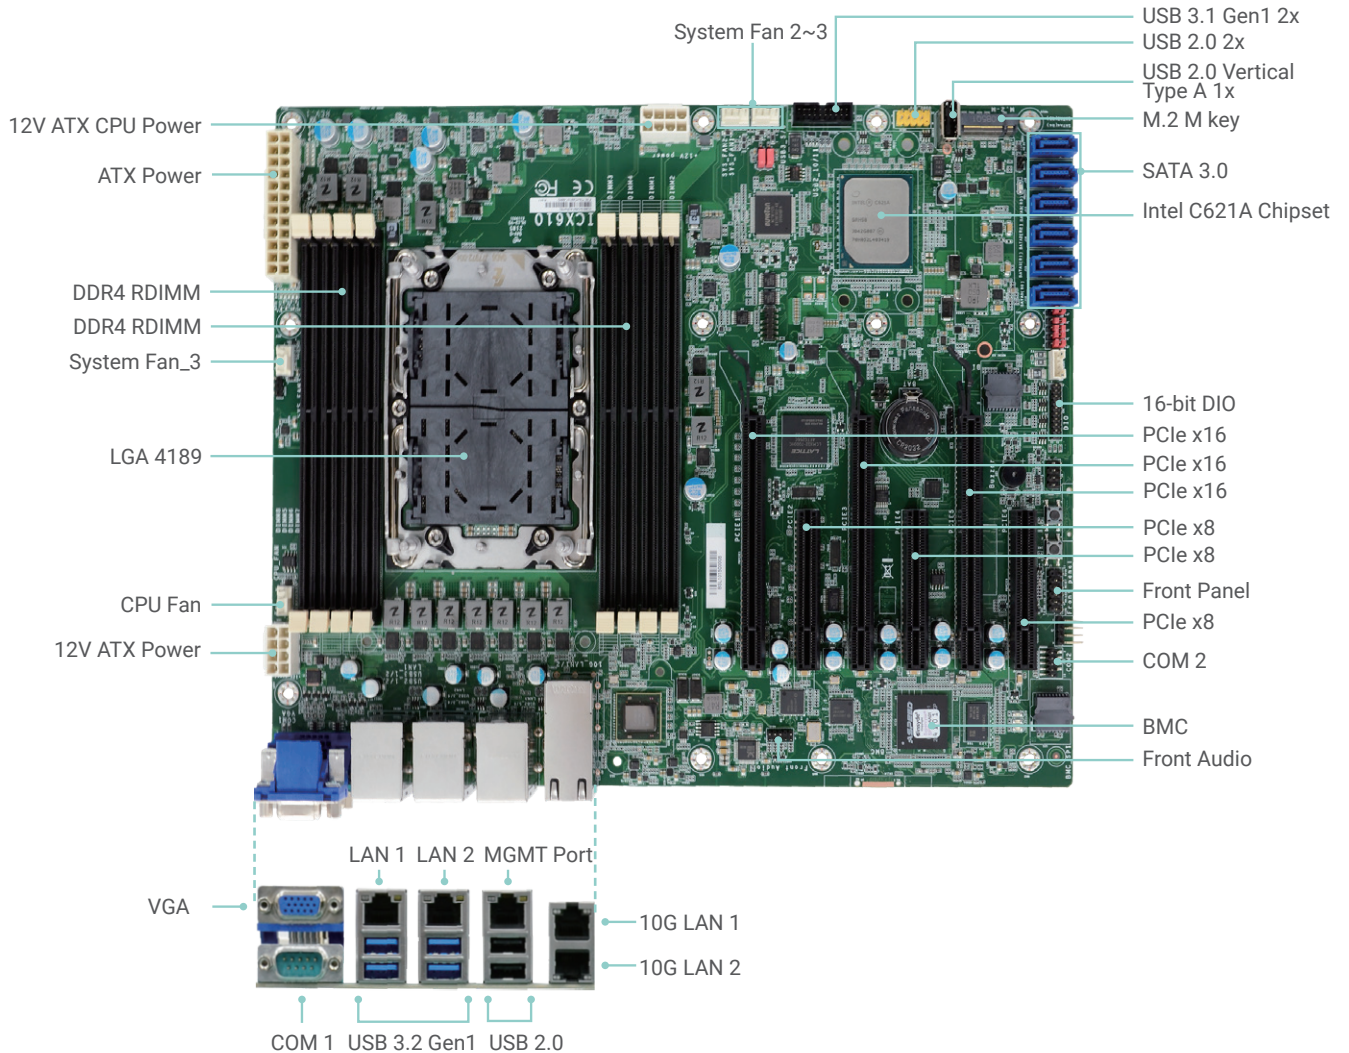 System Fan 2~3
USB 3.1 Gen1 2x
USB 2.0 2x
USB 2.0 Vertical
Type A 1x
M.2 M key
12V ATX CPU Power
ATX Power
SATA 3.0
Intel C621A Chipset
ICX610
DDR4 RDIMM
DDR4 RDIMM
System Fan_3
LGA 4189
16-bit DIO
PCIe x16
PCIe x16
PCIe x16
PCIe x8
PCIe x8
Front Panel
PCIe x8
CPU Fan
12V ATX Power
COM 2
BMC
Front Audio
LAN 1
LAN 2
MGMT Port
VGA
10G LAN 1
10G LAN 2
COM 1
USB 3.2 Gen1
USB 2.0